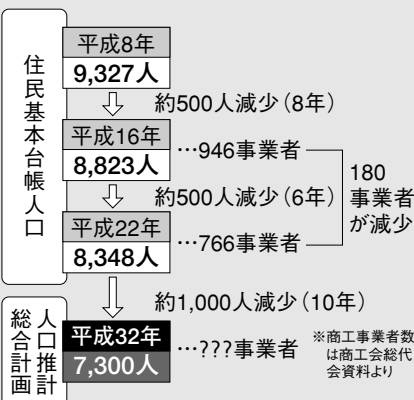 住民基本台帳人口
平成8年
9,327人
約500人減少（8年）
平成16年
8,823人
…946事業者
約500人減少（6年）
180
事業者
が減少
平成22年
8,348人
…766事業者
約1,000人減少（10年）
総合計画
人口推計
平成32年
7,300人
…???事業者
※商工事業者数
は商工会総代
会資料より